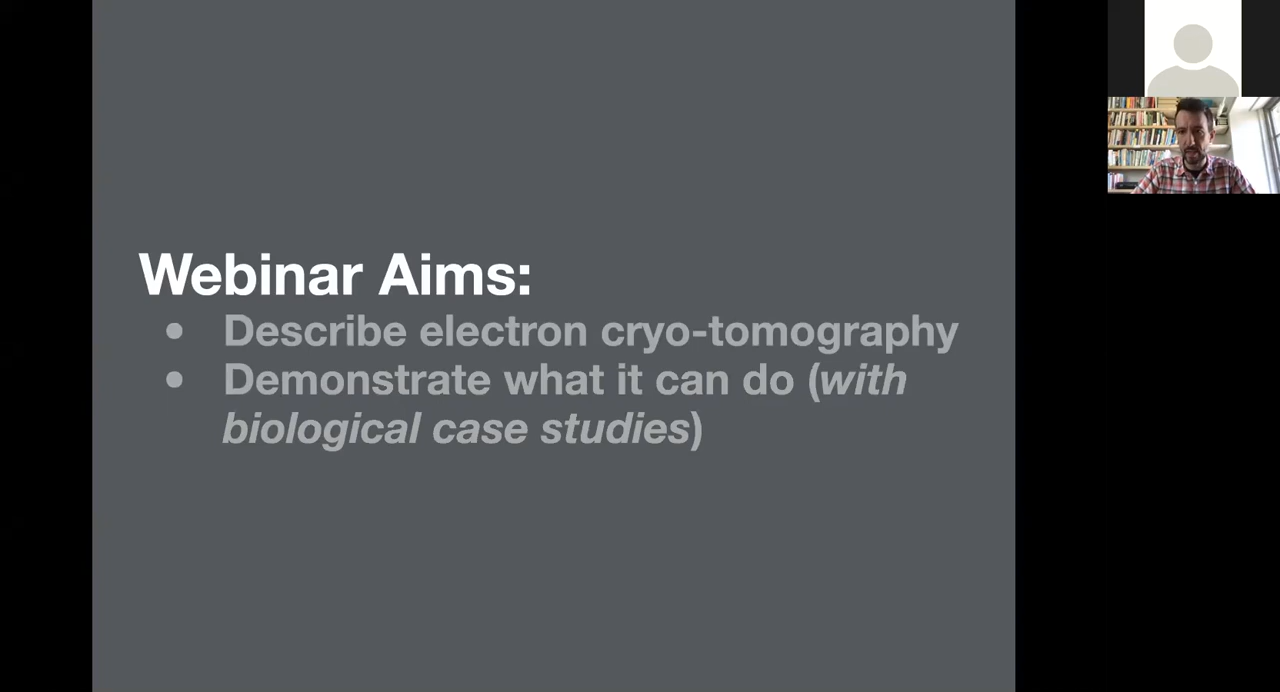 Webinar Aims:
• Describe electron cryo-tomography
• Demonstrate what it can do (with
biological case studies)